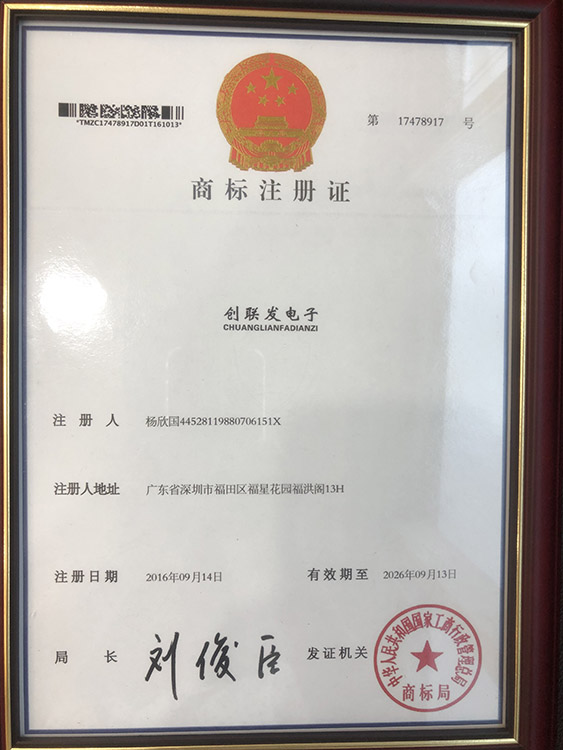 *TMZC17478917D01T161013*
第 17478917 号
商标注册证
创联发电子
CHUANGLIANFADIANZI
注册人 杨欣国44528119880706151X
注册人地址 广东省深圳市福田区福星花园福洪阁13H
注册日期 2016年09月14日 有效期至 2026年09月13日
局长 刘俊臣 发证机关
中华人民共和国国家工商行政管理总局
商标局